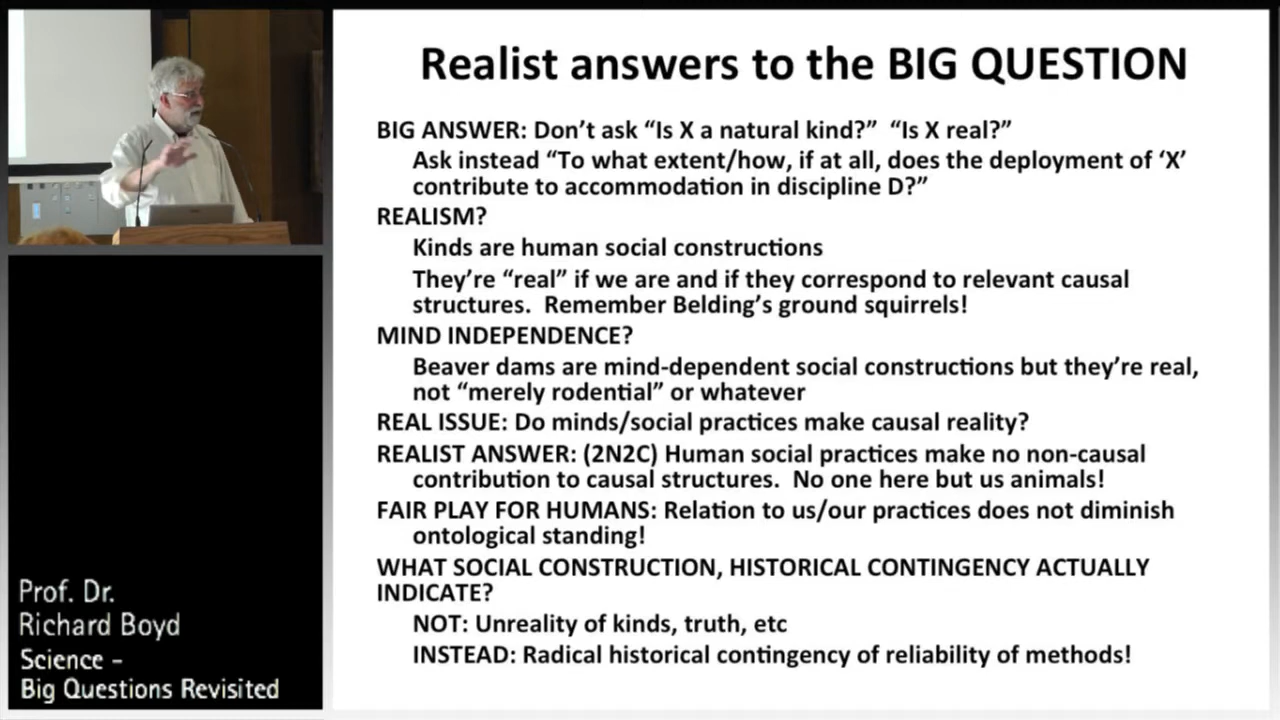 Realist answers to the BIG QUESTION
BIG ANSWER: Don't ask “Is X a natural kind?” “Is X real?”
Ask instead “To what extent/how, if at all, does the deployment of ‘X’
contribute to accommodation in discipline D?”
REALISM?
Kinds are human social constructions
They're “real” if we are and if they correspond to relevant causal
structures. Remember Belding's ground squirrels!
MIND INDEPENDENCE?
Beaver dams are mind-dependent social constructions but they're real,
not “merely rodential” or whatever
REAL ISSUE: Do minds/social practices make causal reality?
REALIST ANSWER: (2N2C) Human social practices make no non-causal
contribution to causal structures. No one here but us animals!
FAIR PLAY FOR HUMANS: Relation to us/our practices does not diminish
ontological standing!
WHAT SOCIAL CONSTRUCTION, HISTORICAL CONTINGENCY ACTUALLY
INDICATE?
NOT: Unreality of kinds, truth, etc
INSTEAD: Radical historical contingency of reliability of methods!
Prof. Dr.
Richard Boyd
Science –
Big Questions Revisited